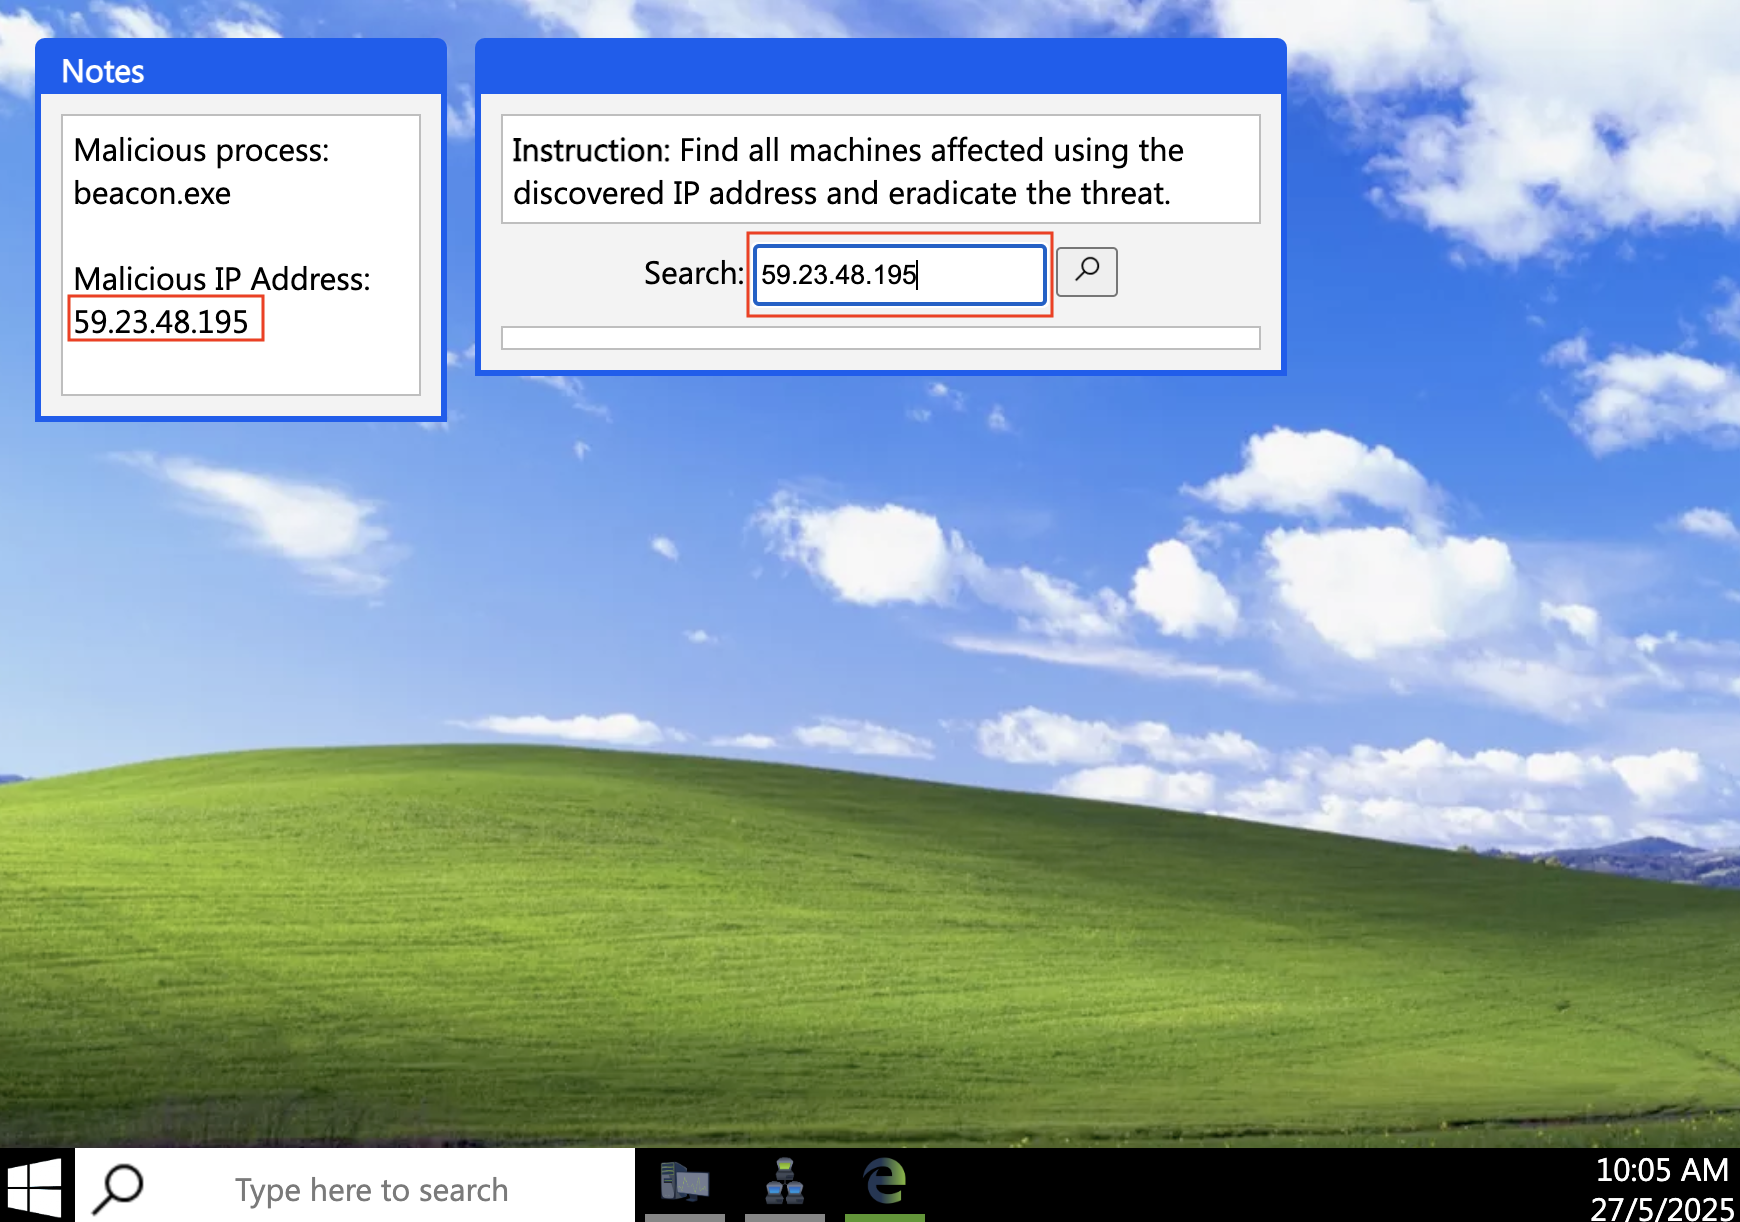 Notes
Malicious process:
beacon.exe
Malicious IP Address:
59.23.48.195
Instruction: Find all machines affected using the
discovered IP address and eradicate the threat.
Search: 59.23.48.195
Type here to search
10:05 AM
27/5/2025